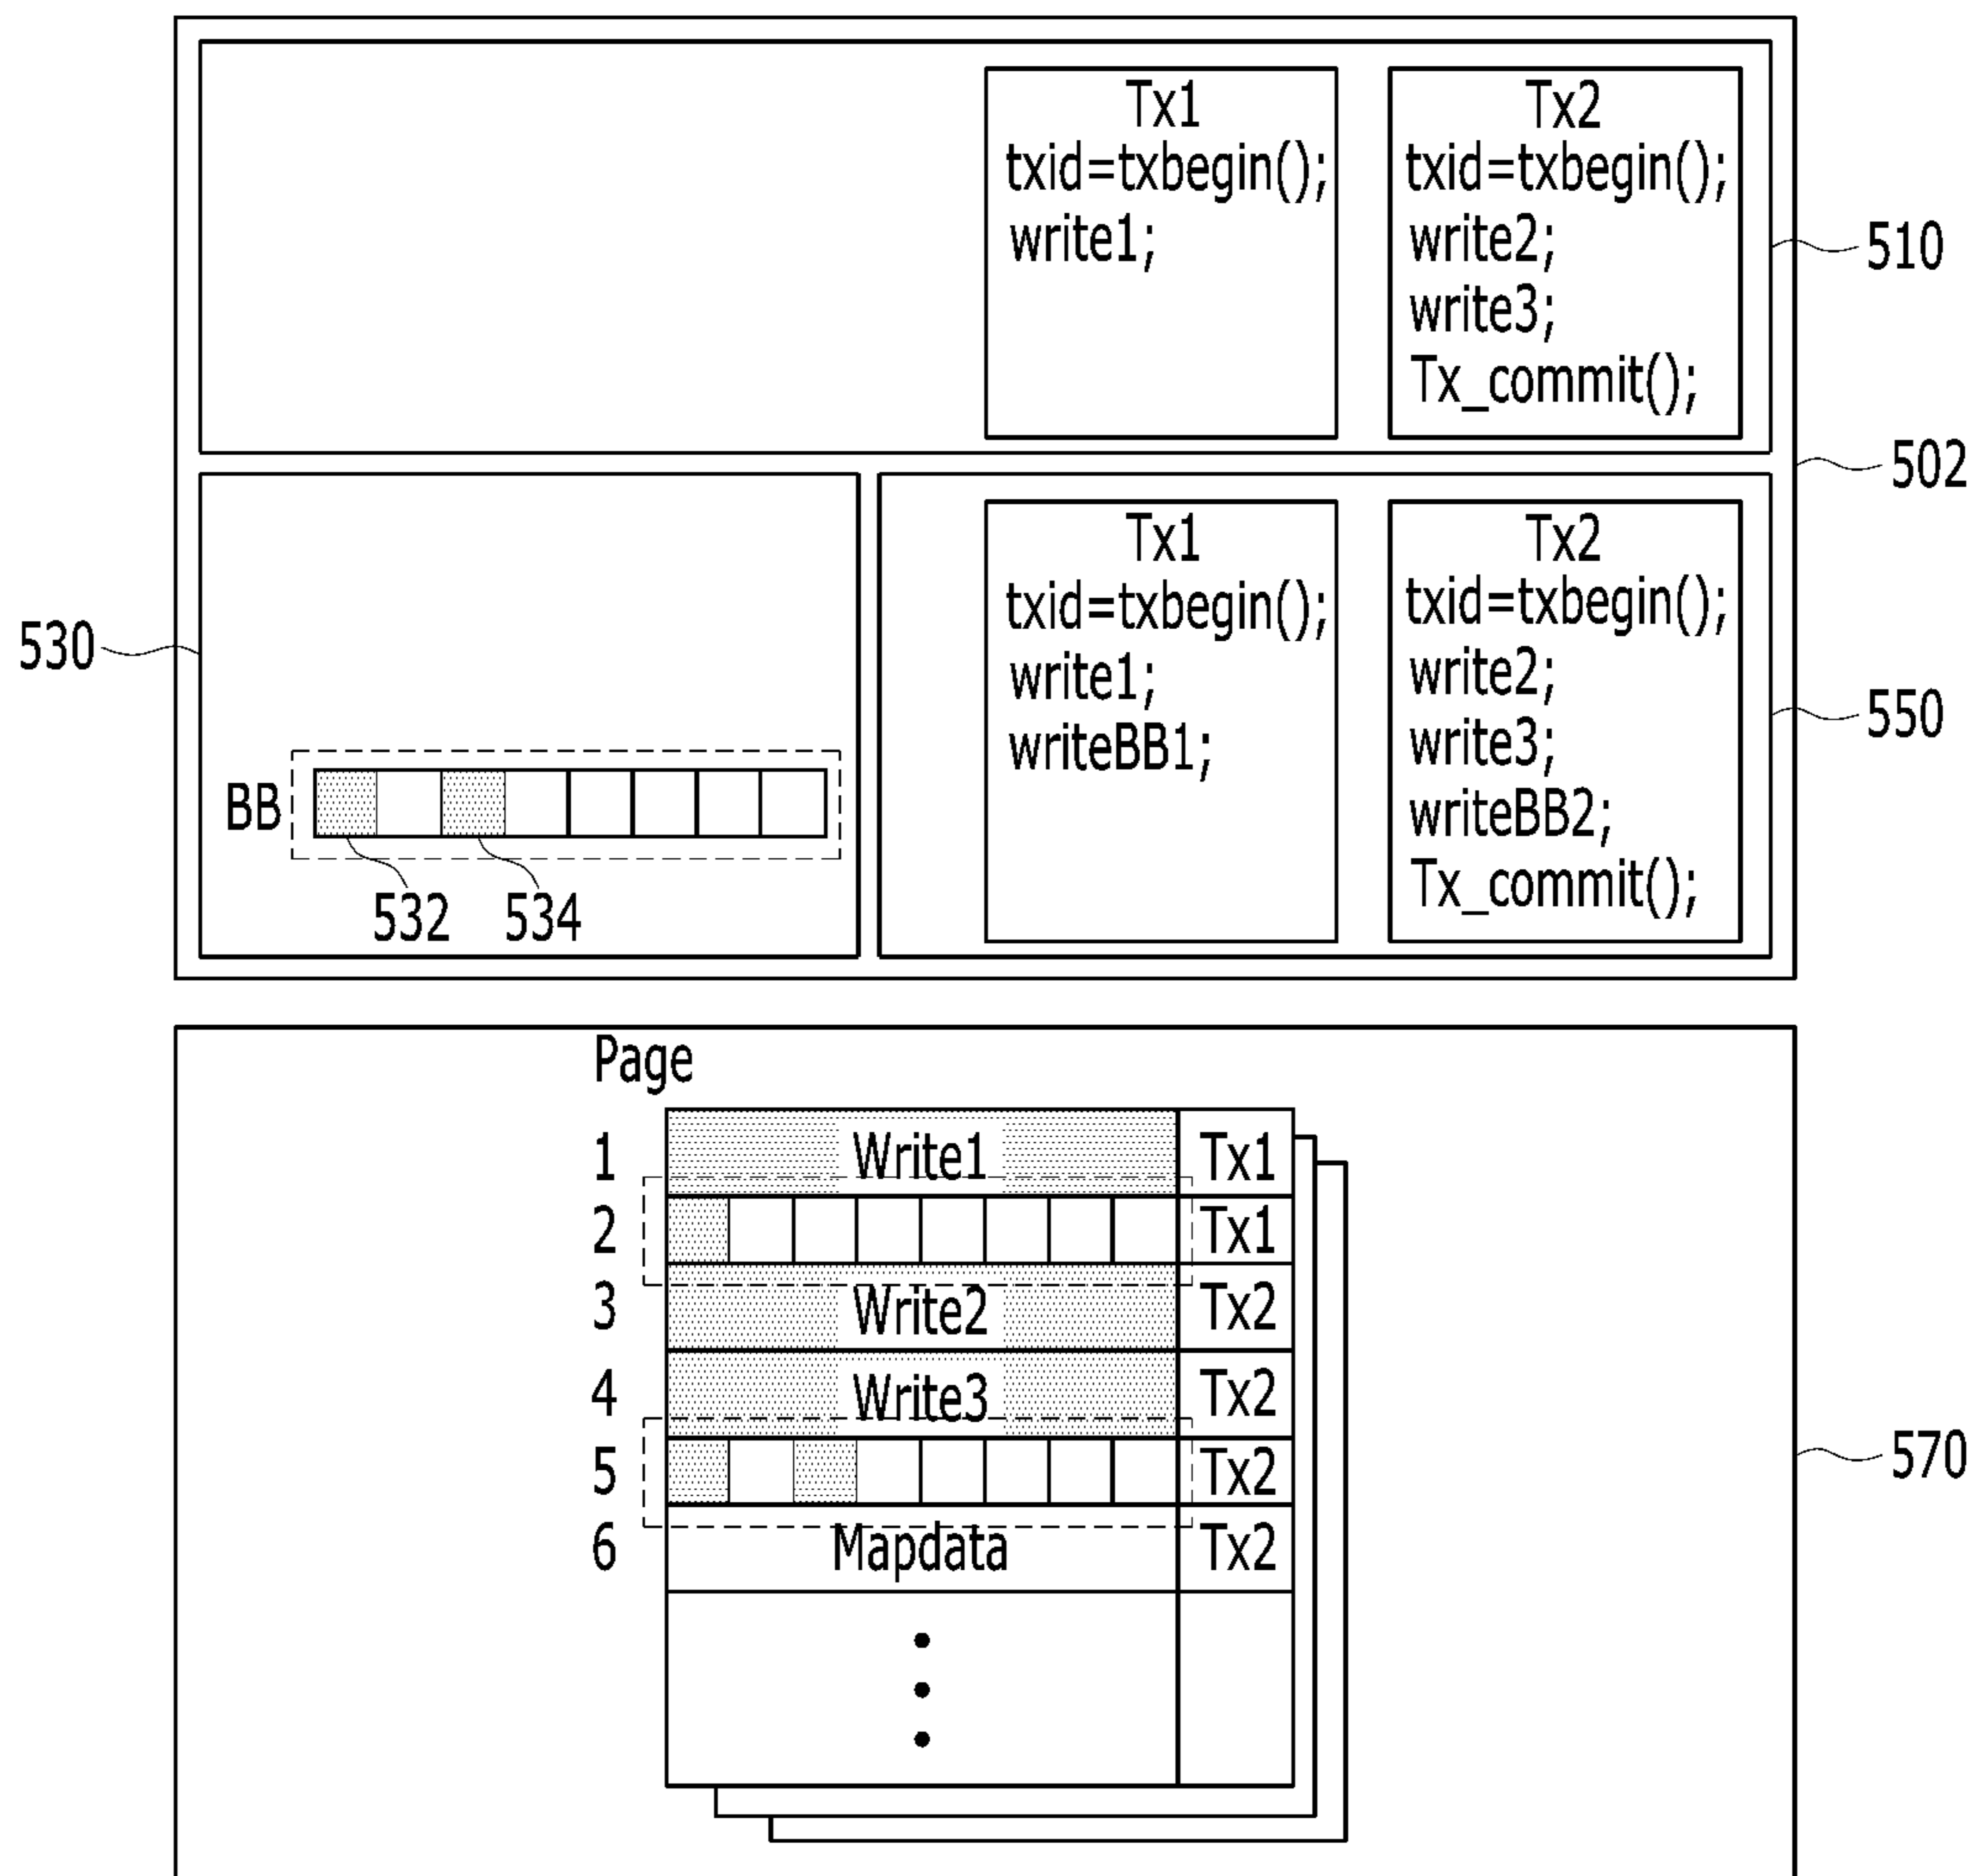 Tx1
txid=txbegin();
write1;
Tx2
txid=txbegin();
write2;
write3;
Tx_commit();
510
502
530
BB
532
534
Tx1
txid=txbegin();
write1;
writeBB1;
Tx2
txid=txbegin();
write2;
write3;
writeBB2;
Tx_commit();
550
Page
1 Write1 Tx1
2 Tx1
3 Write2 Tx2
4 Write3 Tx2
5 Tx2
6 Mapdata Tx2
570